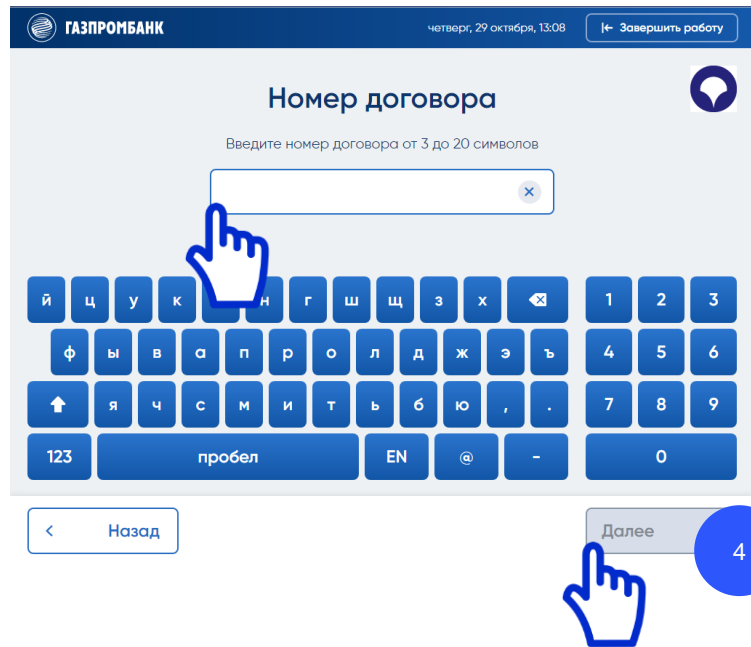 ГАЗПРОМБАНК четверг, 29 октября, 13:08 Завершить работу
Номер договора
Введите номер договора от 3 до 20 символов
й ц у к н г ш щ з х 1 2 3
ф ы в а п р о л д ж э ъ 4 5 6
я ч с м и т ь б ю , . 7 8 9
123 пробел EN @ - 0
Назад Далее
4